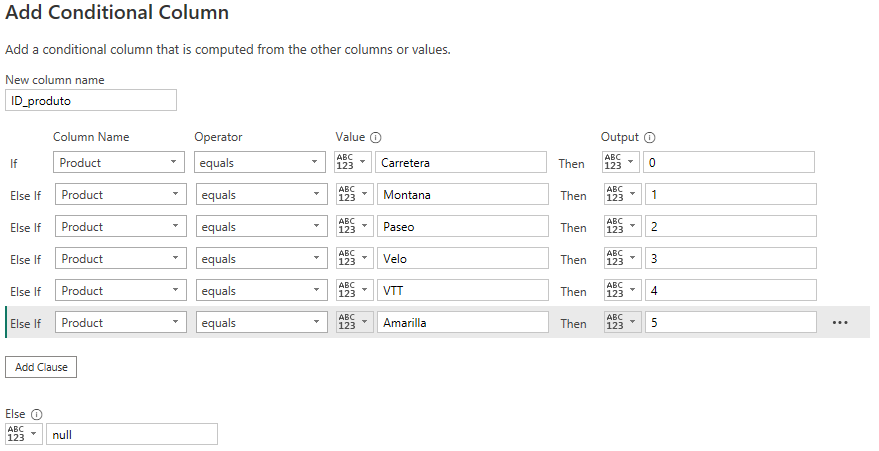 Add Conditional Column
Add a conditional column that is computed from the other columns or values.
New column name
ID_produto
Column Name Operator Value Output
If Product equals ABC 123 Carretera Then ABC 123 0
Else If Product equals ABC 123 Montana Then ABC 123 1
Else If Product equals ABC 123 Paseo Then ABC 123 2
Else If Product equals ABC 123 Velo Then ABC 123 3
Else If Product equals ABC 123 VTT Then ABC 123 4
Else If Product equals ABC 123 Amarilla Then ABC 123 5 ...
Add Clause
Else
ABC 123 null